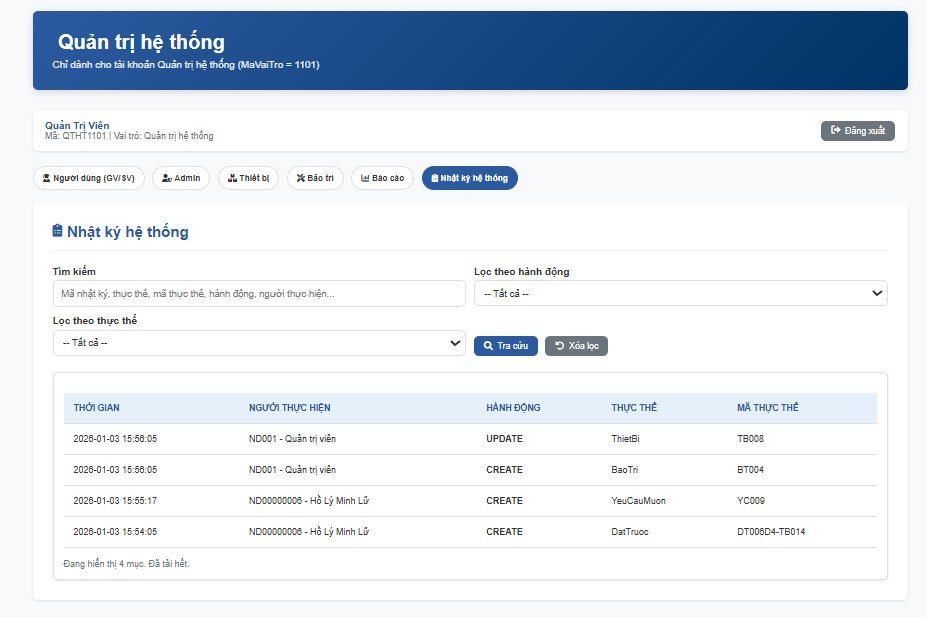 Quản trị hệ thống
Chỉ dành cho tài khoản Quản trị hệ thống (MaVaiTro = 1101)
Quản Trị Viên
Mã: QTHT1101 | Vai trò: Quản trị hệ thống
Đăng xuất
Người dùng (GV/SV) Admin Thiết bị Bảo trì Báo cáo Nhật ký hệ thống
Nhật ký hệ thống
Tìm kiếm Lọc theo hành động
Mã nhật ký, thực thể, mã thực thể, hành động, người thực hiện... -- Tất cả --
Lọc theo thực thể
-- Tất cả -- Tra cứu Xóa lọc
THỜI GIAN NGƯỜI THỰC HIỆN HÀNH ĐỘNG THỰC THỂ MÃ THỰC THỂ
2026-01-03 15:56:05 ND001 - Quản trị viên UPDATE ThietBi TB008
2026-01-03 15:56:05 ND001 - Quản trị viên CREATE BaoTri BT004
2026-01-03 15:55:17 ND00000006 - Hồ Lý Minh Lữ CREATE YeuCauMuon YC009
2026-01-03 15:54:05 ND00000006 - Hồ Lý Minh Lữ CREATE DatTruoc DT006D4-TB014
Đang hiển thị 4 mục. Đã tải hết.